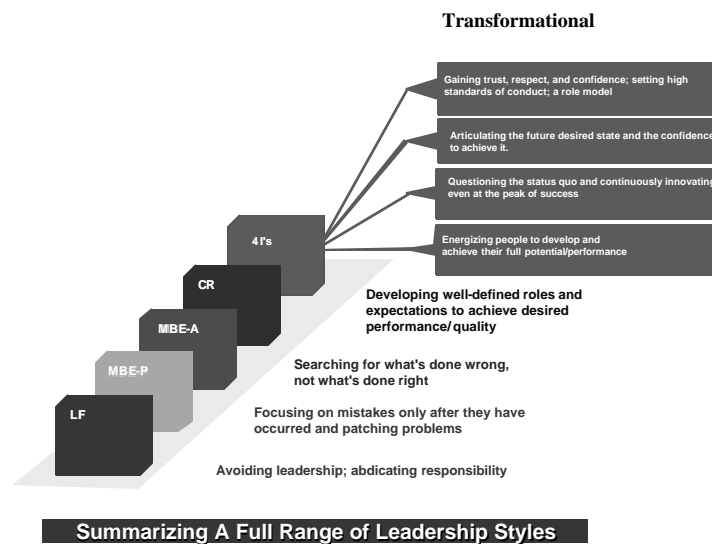 Transformational
Gaining trust, respect, and confidence; setting high
standards of conduct; a role model
Articulating the future desired state and the confidence
to achieve it.
Questioning the status quo and continuously innovating
even at the peak of success
Energizing people to develop and
achieve their full potential/performance
4 I's
CR
Developing well-defined roles and
expectations to achieve desired
performance/quality
MBE-A
Searching for what's done wrong,
not what's done right
MBE-P
Focusing on mistakes only after they have
occurred and patching problems
LF
Avoiding leadership; abdicating responsibility
Summarizing A Full Range of Leadership Styles